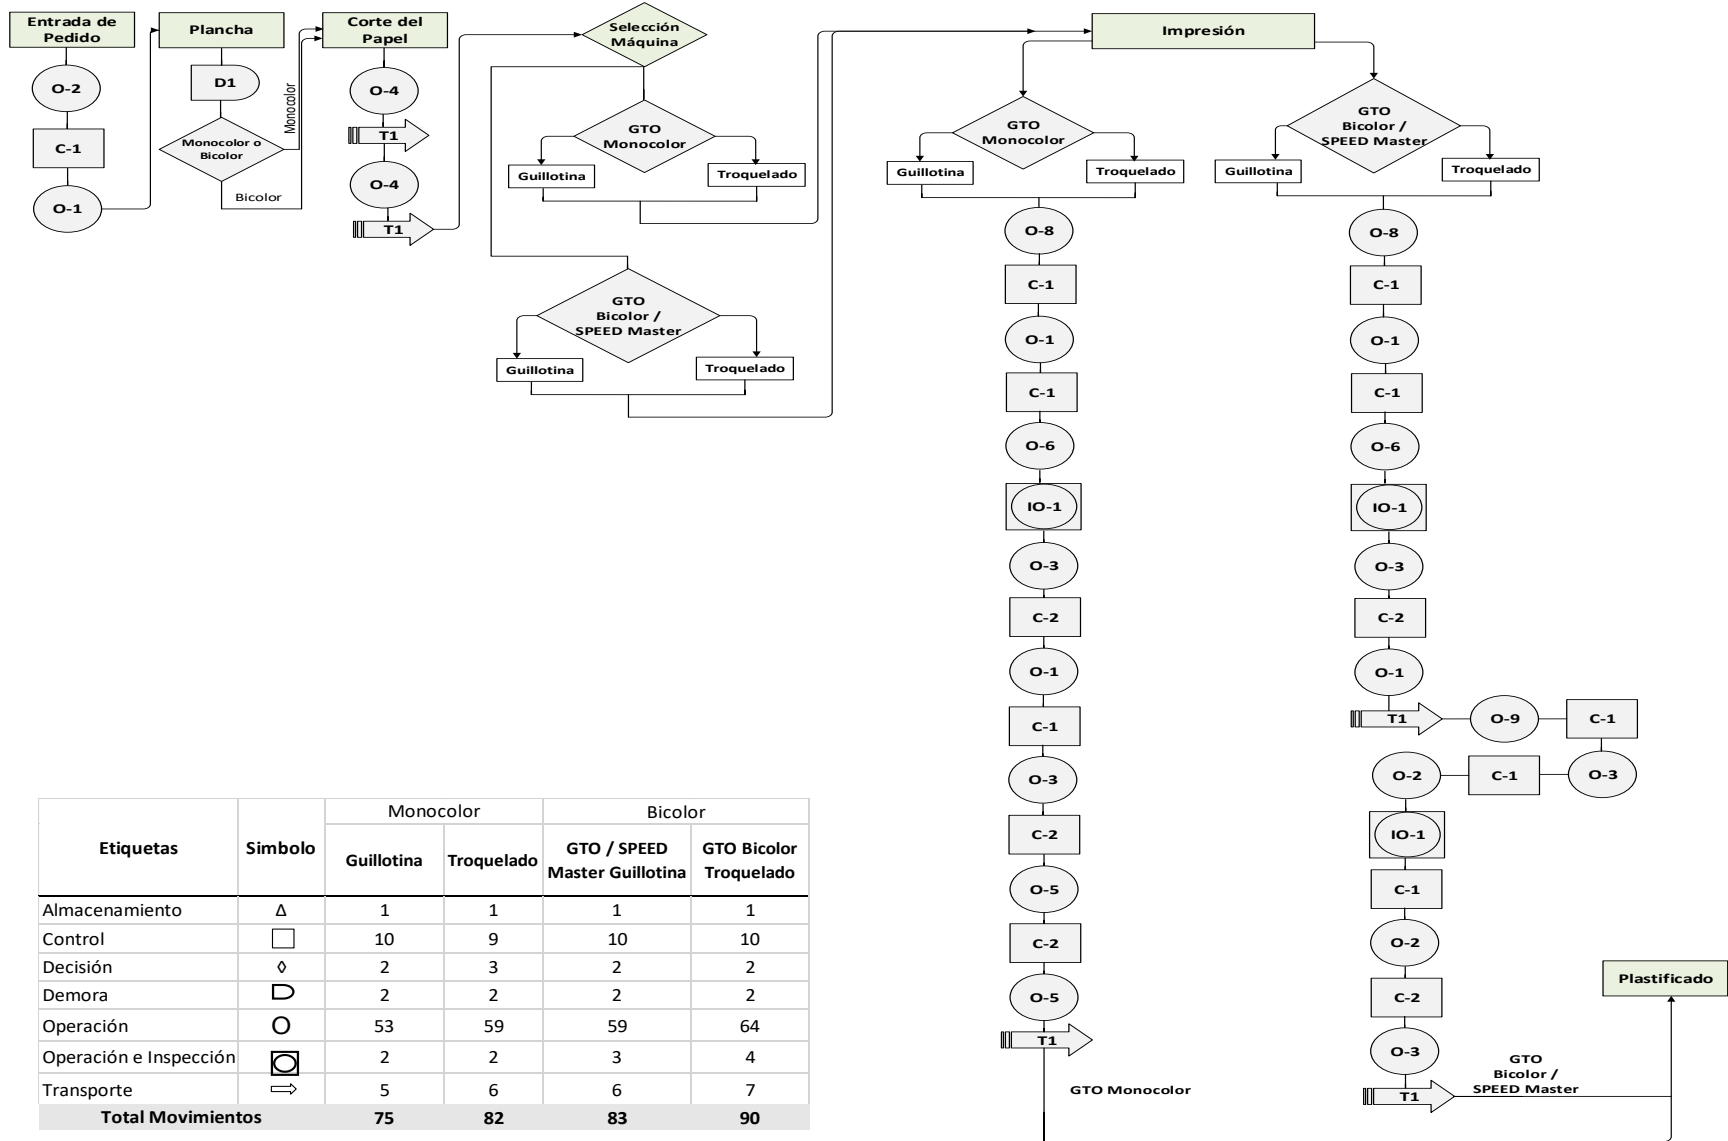 Entrada de
Pedido
O-2
C-1
O-1
Plancha
D1
Monocolor o
Bicolor
Monocolor
Bicolor
Corte del
Papel
O-4
T1
O-4
T1
Selección
Máquina
GTO
Monocolor
Guillotina
Troquelado
GTO
Bicolor /
SPEED Master
Guillotina
Troquelado
Impresión
GTO
Monocolor
Guillotina
Troquelado
O-8
C-1
O-1
C-1
O-6
IO-1
O-3
C-2
O-1
C-1
O-3
C-2
O-5
C-2
O-5
T1
GTO Monocolor
GTO
Bicolor /
SPEED Master
Guillotina
Troquelado
O-8
C-1
O-1
C-1
O-6
IO-1
O-3
C-2
O-1
T1
O-9
C-1
O-3
C-1
O-2
IO-1
C-1
O-2
C-2
O-3
T1
GTO
Bicolor /
SPEED Master
Plastificado
Etiquetas Simbolo Monocolor Bicolor
Guillotina Troquelado GTO / SPEED Master Guillotina GTO Bicolor Troquelado
Almacenamiento Δ 1 1 1 1
Control 10 9 10 10
Decisión ◊ 2 3 2 2
Demora 2 2 2 2
Operación O 53 59 59 64
Operación e Inspección 2 2 3 4
Transporte 5 6 6 7
Total Movimientos 75 82 83 90